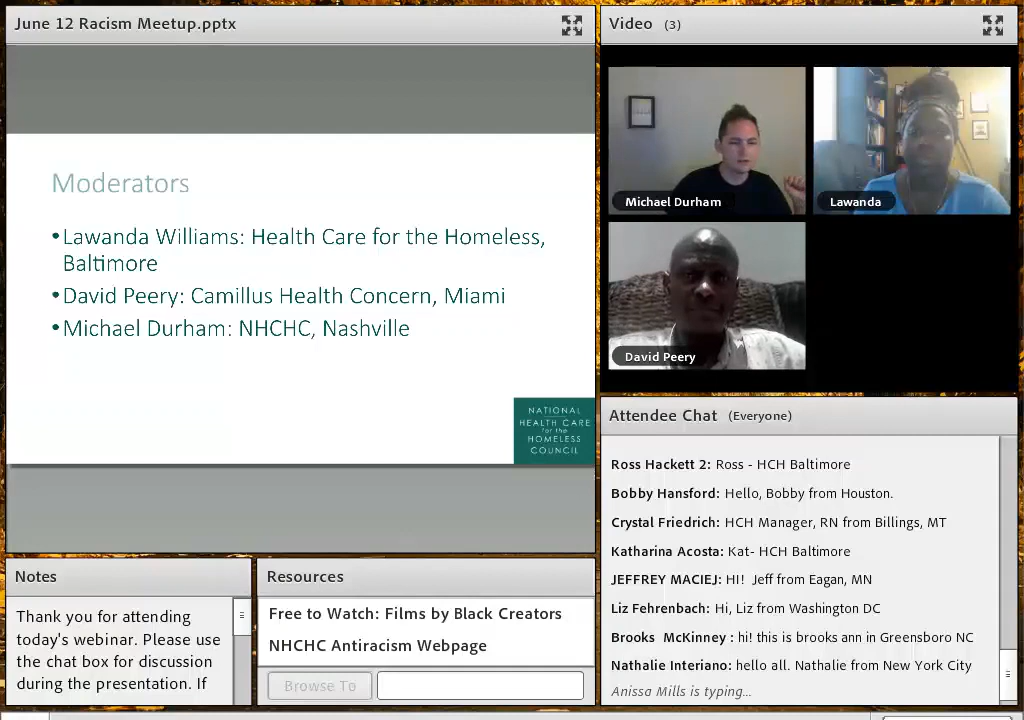 June 12 Racism Meetup.pptx
Moderators
•Lawanda Williams: Health Care for the Homeless,
Baltimore
•David Peery: Camillus Health Concern, Miami
•Michael Durham: NHCHC, Nashville
NATIONAL
HEALTH CARE
for the
HOMELESS
COUNCIL
Video (3)
Michael Durham
Lawanda
David Peery
Attendee Chat (Everyone)
Ross Hackett 2: Ross - HCH Baltimore
Bobby Hansford: Hello, Bobby from Houston.
Crystal Friedrich: HCH Manager, RN from Billings, MT
Katharina Acosta: Kat- HCH Baltimore
JEFFREY MACIEJ: HI! Jeff from Eagan, MN
Liz Fehrenbach: Hi, Liz from Washington DC
Brooks McKinney : hi! this is brooks ann in Greensboro NC
Nathalie Interiano: hello all. Nathalie from New York City
Anissa Mills is typing...
Notes
Thank you for attending
today's webinar. Please use
the chat box for discussion
during the presentation. If
Resources
Free to Watch: Films by Black Creators
NHCHC Antiracism Webpage
Browse To